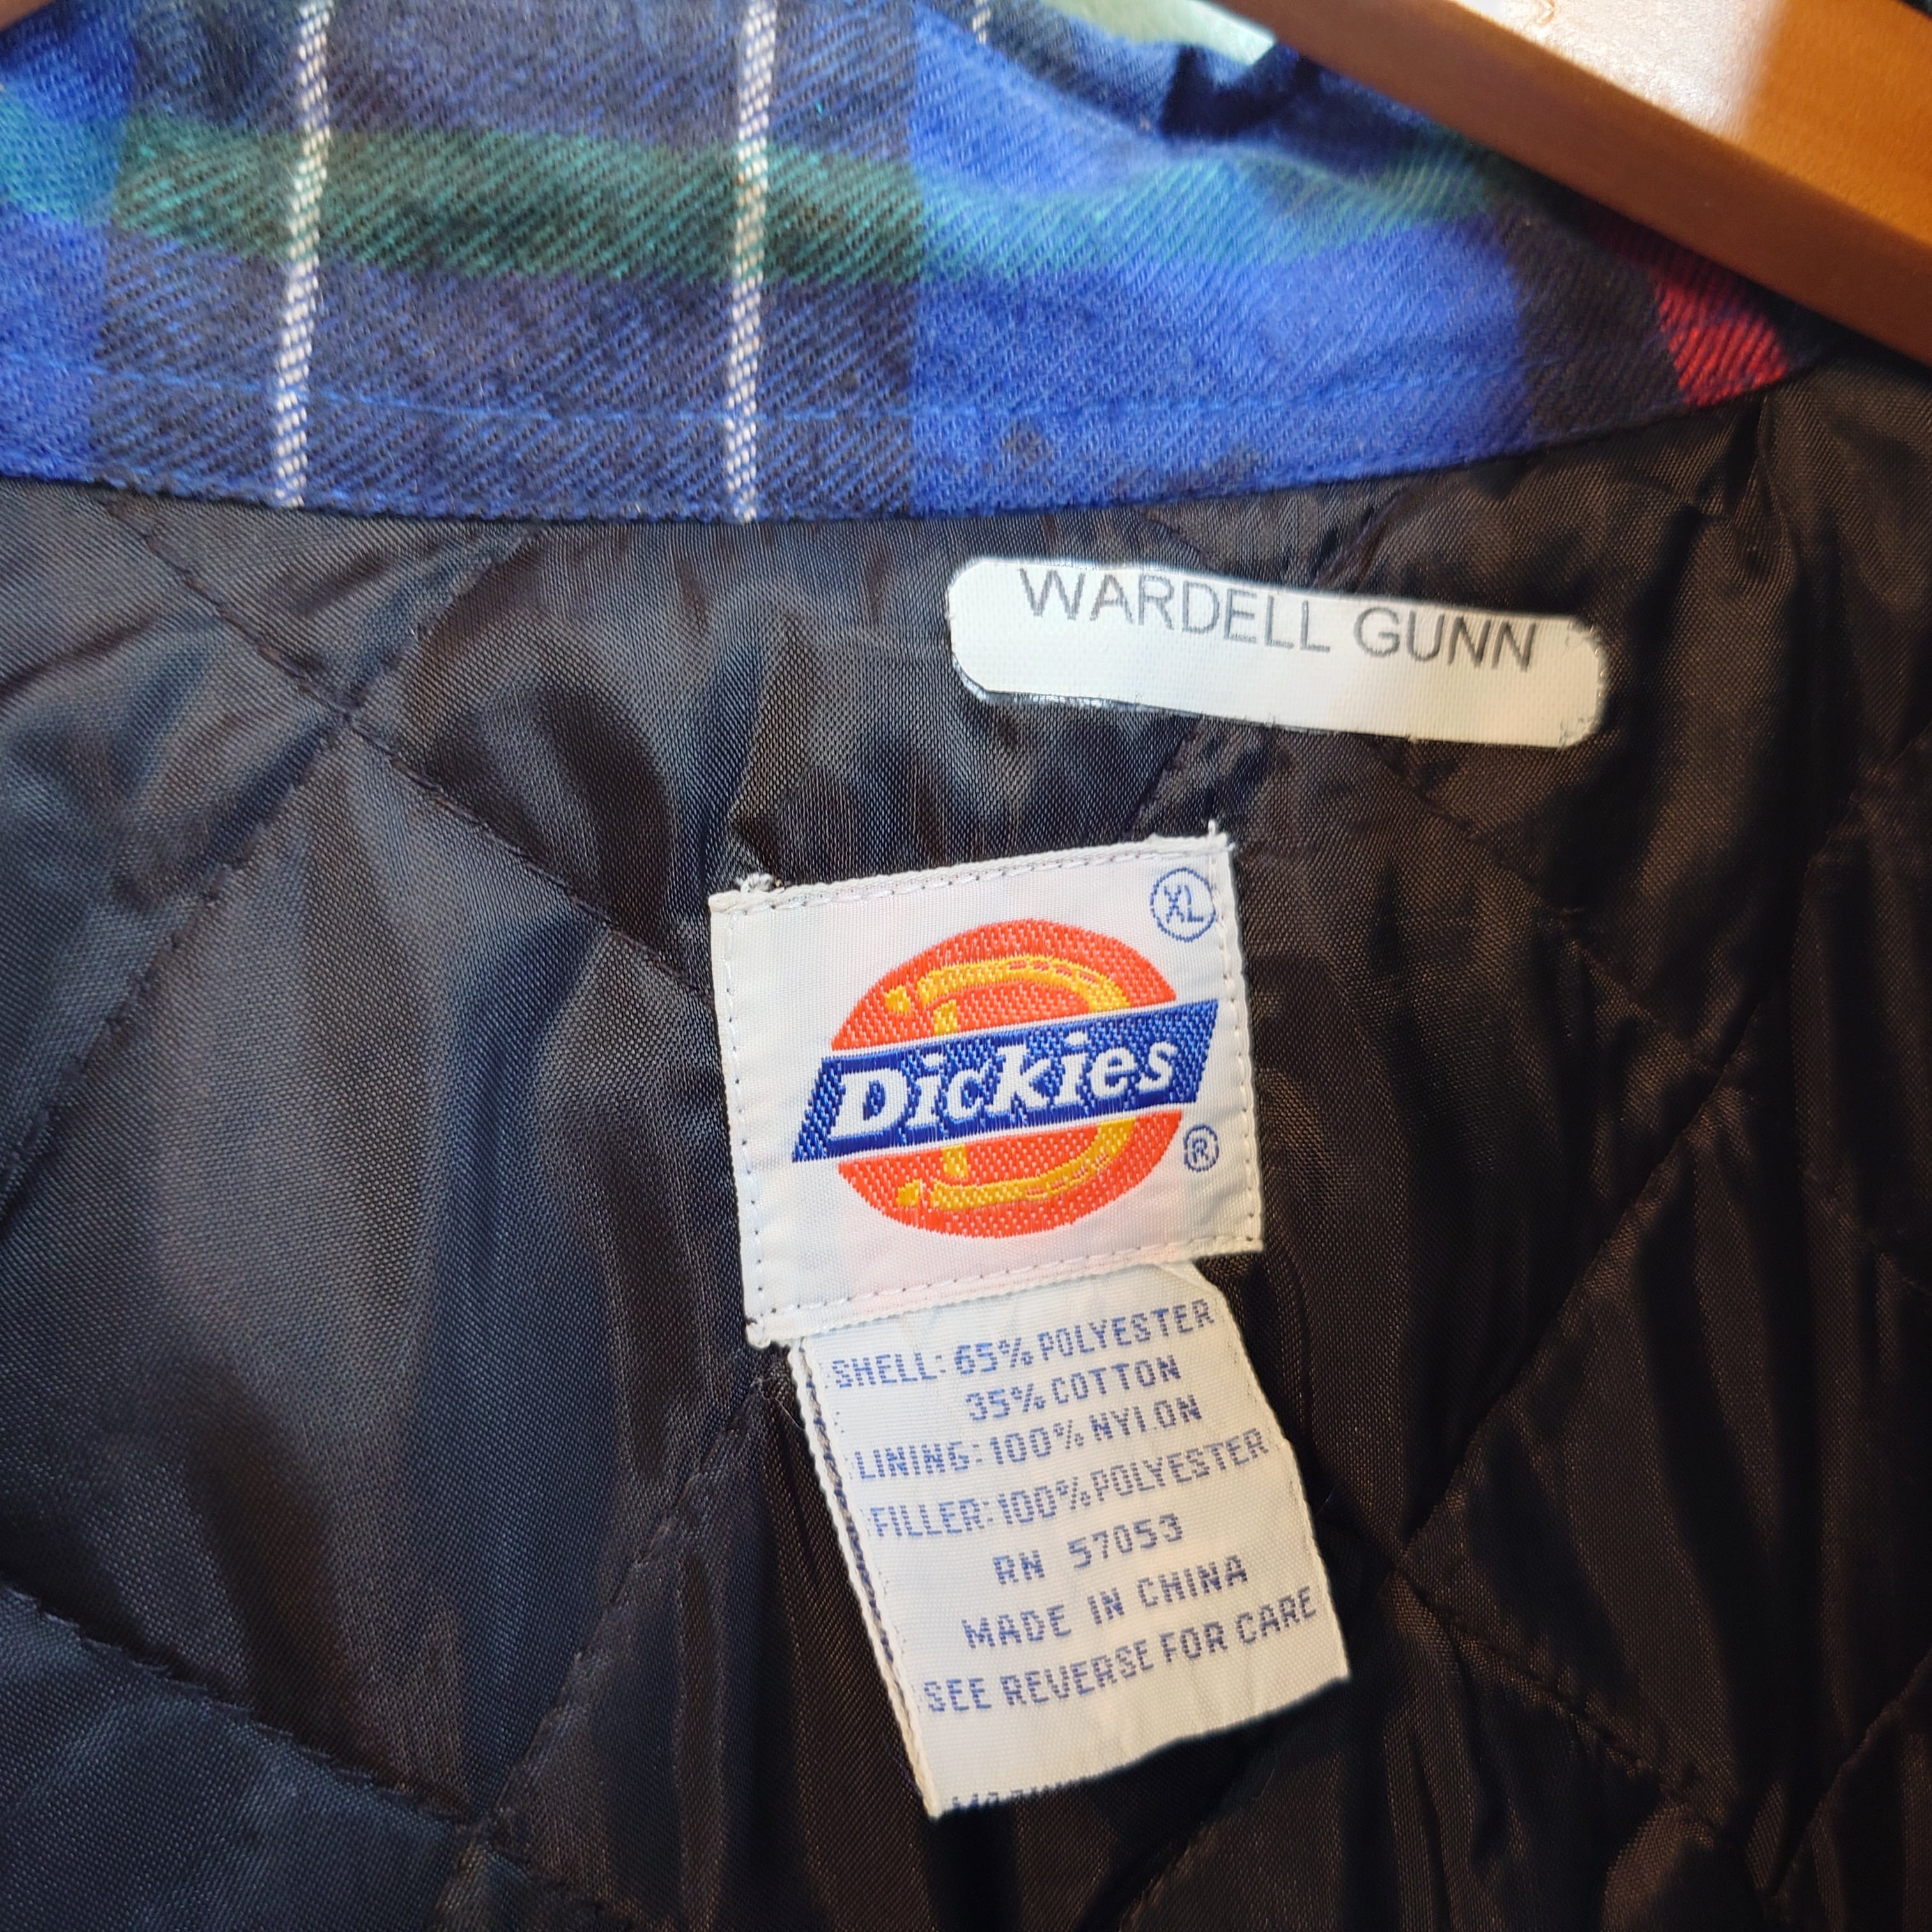 WARDELL GUNN
XL
Dickies
®
SHELL: 65% POLYESTER
35% COTTON
LINING: 100% NYLON
FILLER: 100% POLYESTER
RN 57053
MADE IN CHINA
SEE REVERSE FOR CARE